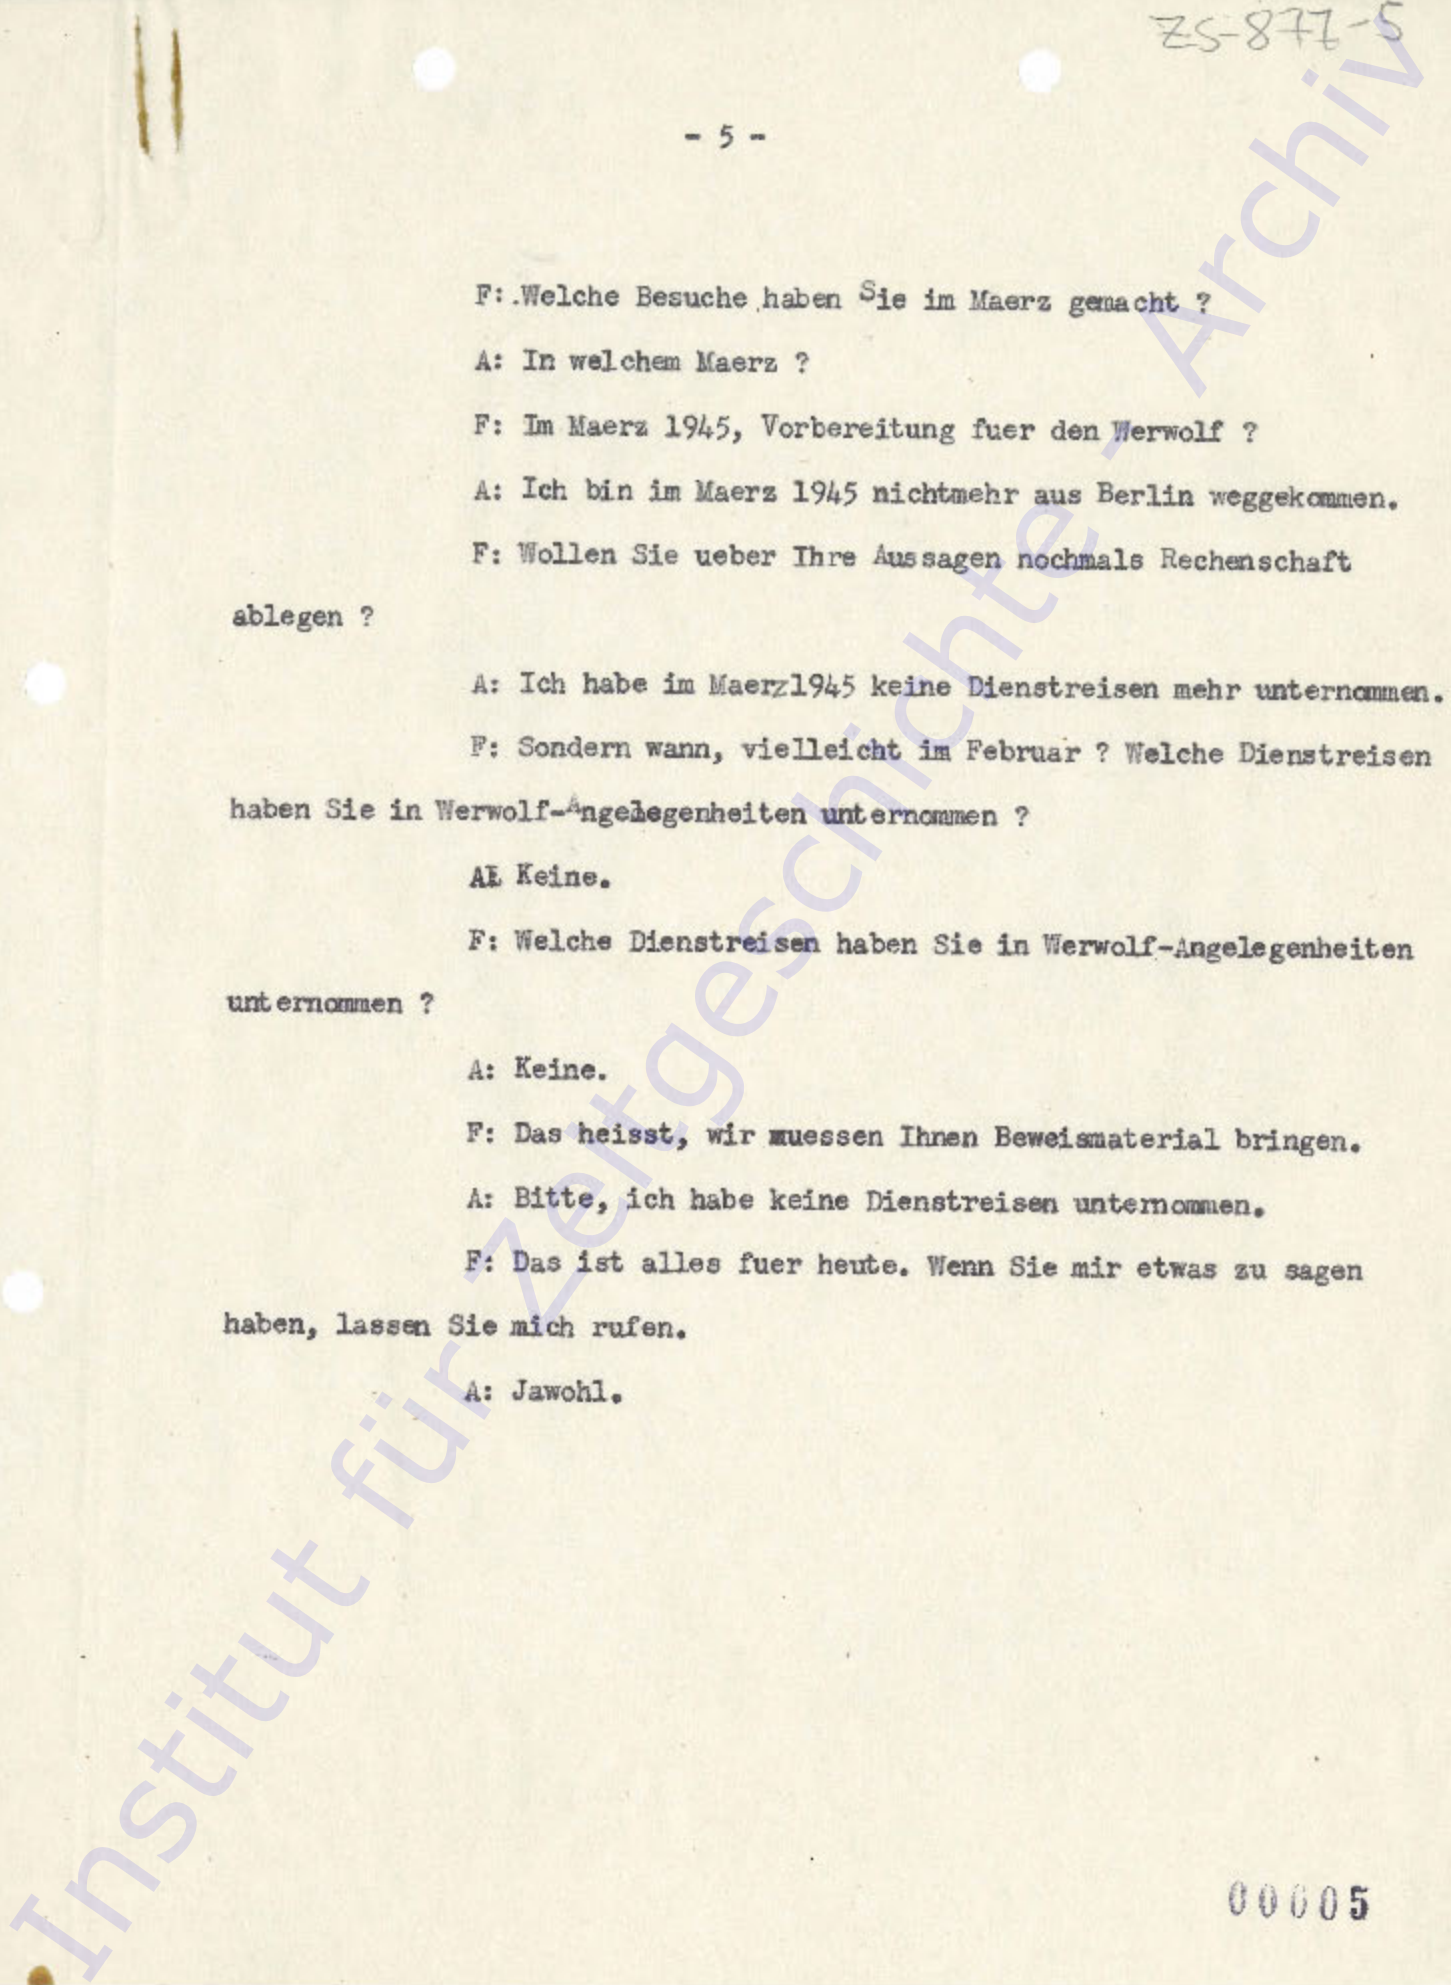 ZS-877-5
- 5 -
F: .Welche Besuche haben Sie im Maerz gemacht ?
A: In welchem Maerz ?
F: Im Maerz 1945, Vorbereitung fuer den Werwolf ?
A: Ich bin im Maerz 1945 nichtmehr aus Berlin weggekommen.
F: Wollen Sie ueber Ihre Aussagen nochmals Rechenschaft
ablegen ?
A: Ich habe im Maerz1945 keine Dienstreisen mehr unternommen.
F: Sondern wann, vielleicht im Februar ? Welche Dienstreisen
haben Sie in Werwolf-Angelegenheiten unternommen ?
A: Keine.
F: Welche Dienstreisen haben Sie in Werwolf-Angelegenheiten
unternommen ?
A: Keine.
F: Das heisst, wir muessen Ihnen Beweismaterial bringen.
A: Bitte, ich habe keine Dienstreisen unternommen.
F: Das ist alles fuer heute. Wenn Sie mir etwas zu sagen
haben, lassen Sie mich rufen.
A: Jawohl.
00005
Institut für Zeitgeschichte - Archiv